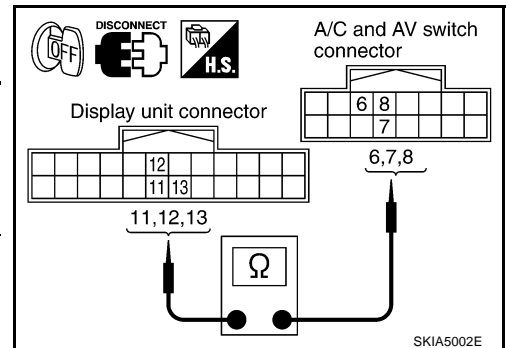 OFF
DISCONNECT
H.S.
A/C and AV switch
connector
6 8
7
6,7,8
Display unit connector
12
11 13
11,12,13
Ω
SKIA5002E